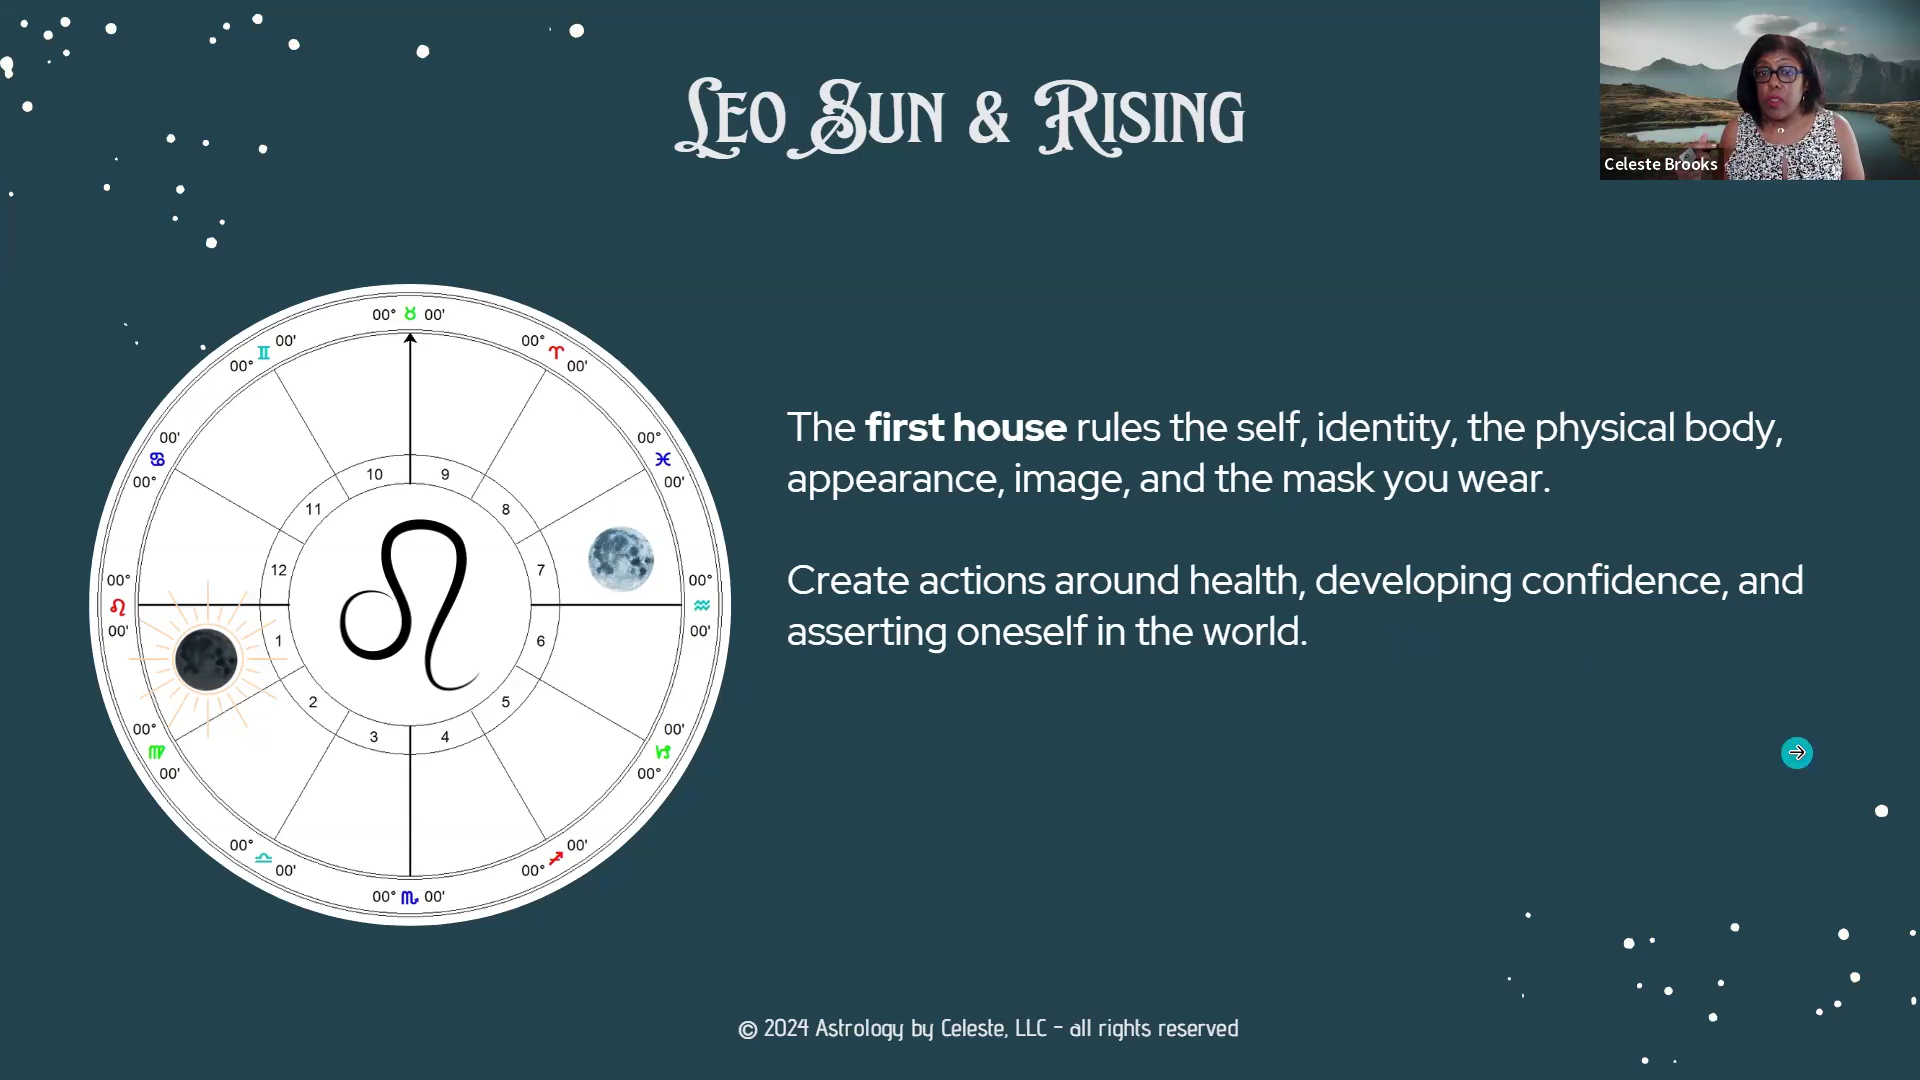 Leo Sun & Rising
Celeste Brooks
00° ♉ 00'
00° ♈ 00'
00° ♊ 00'
00' ♋ 00°
00° ♓ 00'
10
9
11
8
12
7
00° ♌ 00'
00° ♒ 00'
1
6
2
5
3
4
00° ♍ 00'
00' ♑ 00°
00° ♎ 00'
00° ♐ 00'
00° ♏ 00'
The first house rules the self, identity, the physical body,
appearance, image, and the mask you wear.
Create actions around health, developing confidence, and
asserting oneself in the world.
© 2024 Astrology by Celeste, LLC - all rights reserved